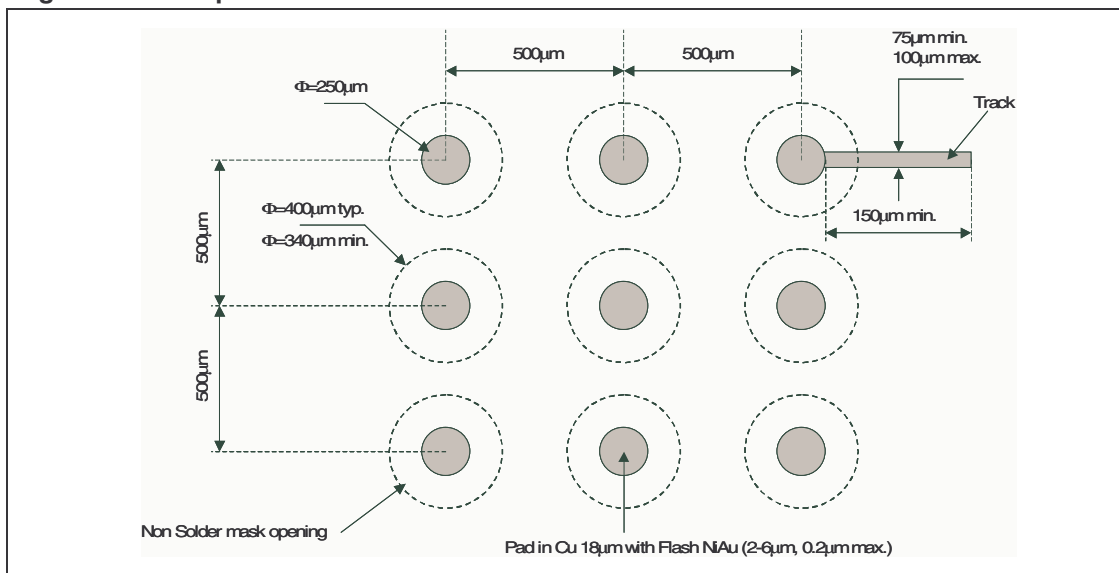 500µm
500µm
75µm min.
100µm max.
Φ=250µm
Track
Φ=400µm typ.
Φ=340µm min.
150µm min.
500µm
500µm
Non Solder mask opening
Pad in Cu 18µm with Flash NiAu (2-6µm, 0.2µm max.)